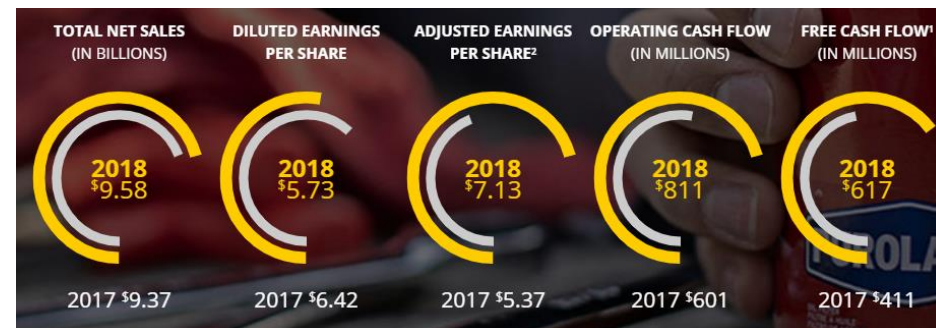 TOTAL NET SALES
(IN BILLIONS)
2018
$9.58
2017 $9.37
DILUTED EARNINGS
PER SHARE
2018
$5.73
2017 $6.42
ADJUSTED EARNINGS
PER SHARE²
2018
$7.13
2017 $5.37
OPERATING CASH FLOW
(IN MILLIONS)
2018
$811
2017 $601
FREE CASH FLOW¹
(IN MILLIONS)
2018
$617
2017 $411